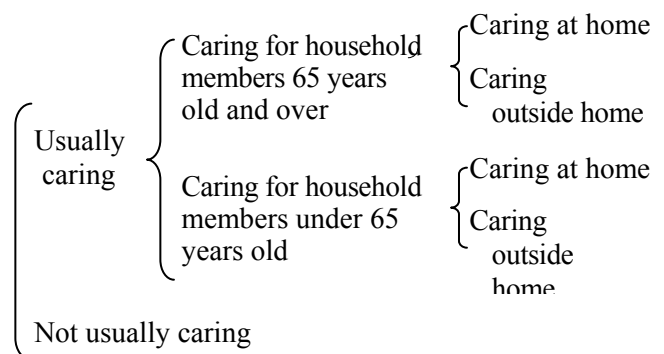 Caring for household
members 65 years
old and over
Caring at home
Caring
outside home
Usually
caring
Caring for household
members under 65
years old
Caring at home
Caring
outside
home
Not usually caring